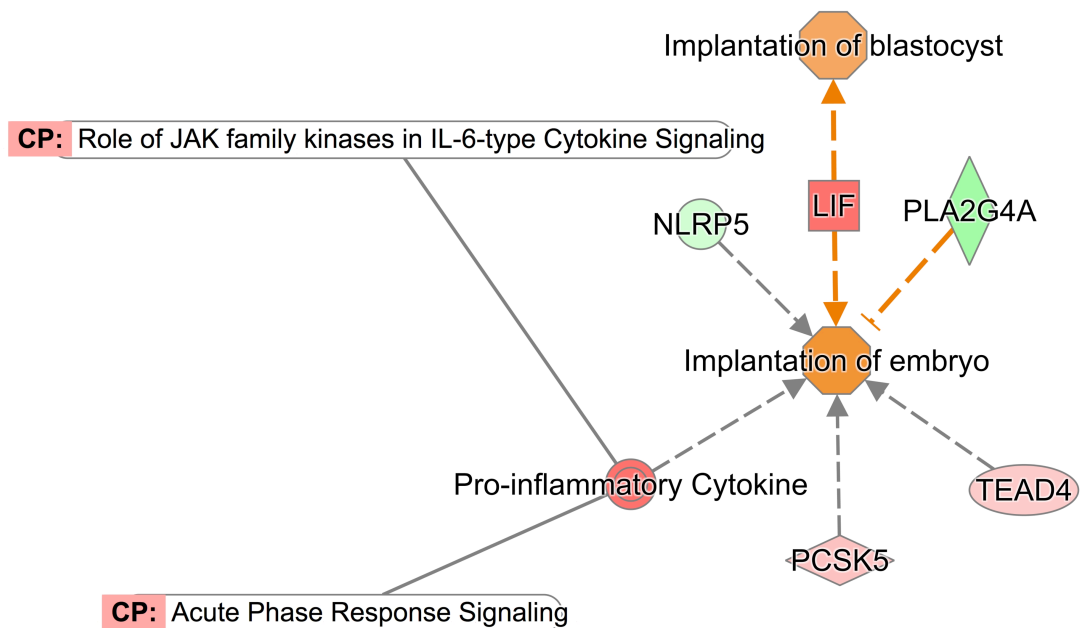 Implantation of blastocyst
CP: Role of JAK family kinases in IL-6-type Cytokine Signaling
LIF
PLA2G4A
NLRP5
Implantation of embryo
Pro-inflammatory Cytokine
TEAD4
PCSK5
CP: Acute Phase Response Signaling